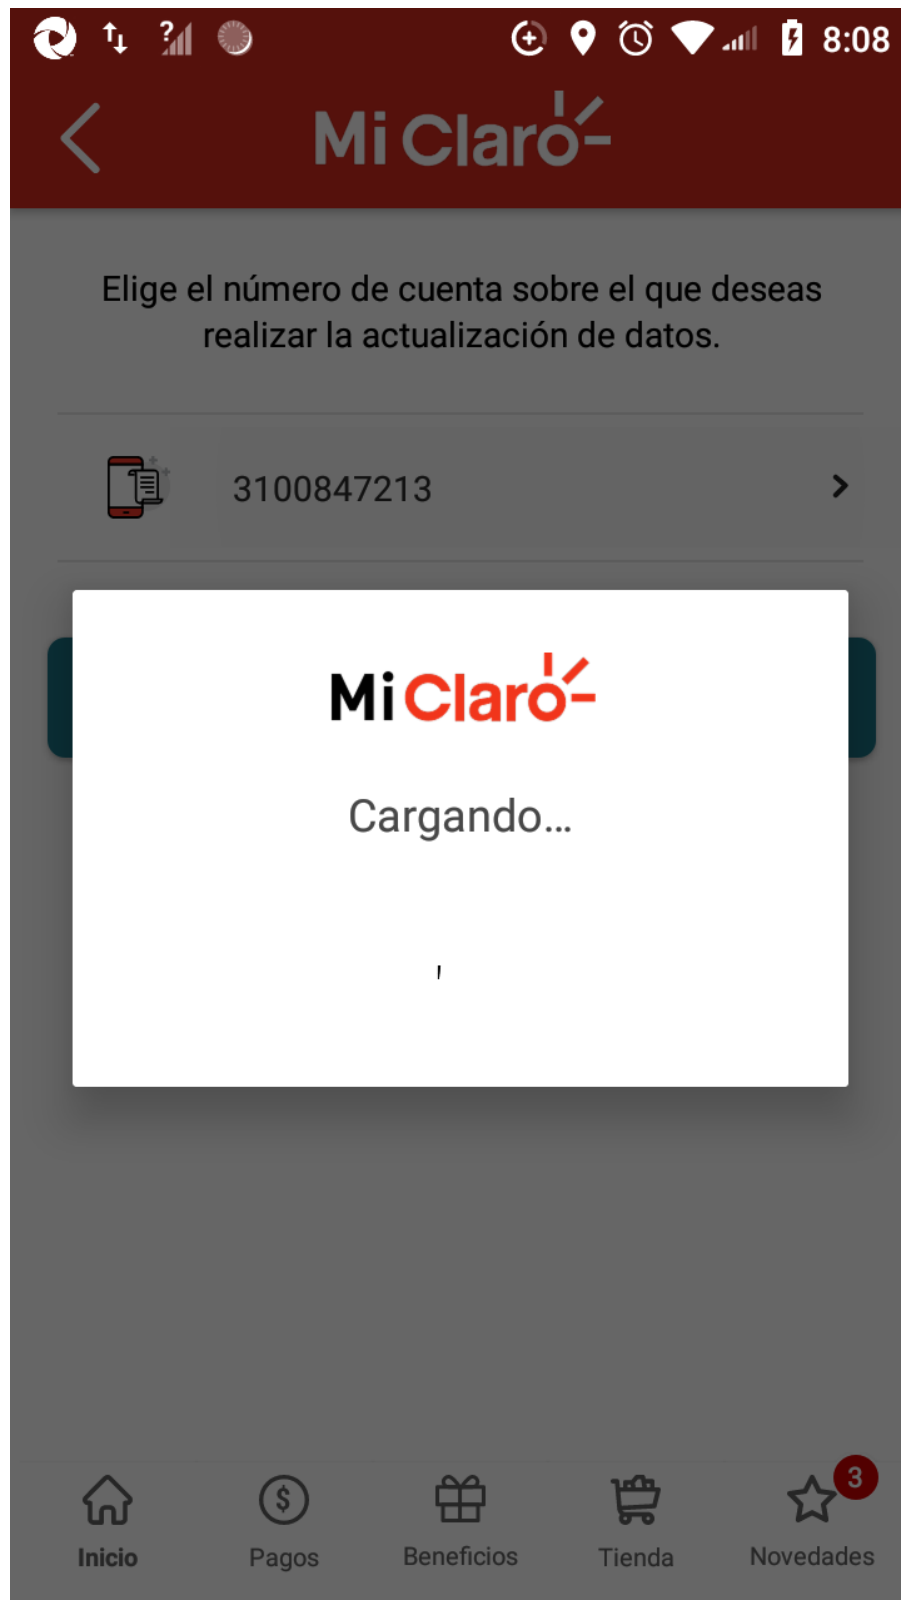 8:08
Mi Claro
Elige el número de cuenta sobre el que deseas
realizar la actualización de datos.
3100847213
Mi Claro
Cargando...
3
Inicio
Pagos
Beneficios
Tienda
Novedades